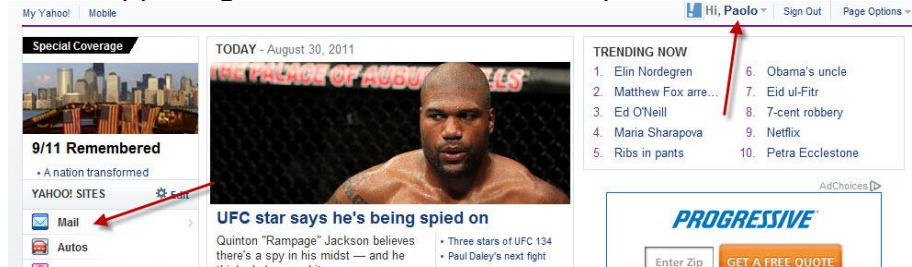 My Yahoo! Mobile
Hi, Paolo Sign Out Page Options
Special Coverage
9/11 Remembered
• A nation transformed
YAHOO! SITES Edit
Mail
Autos
TODAY - August 30, 2011
THE PALACE OF AUBURN HILLS
UFC star says he's being spied on
Quinton "Rampage" Jackson believes
there's a spy in his midst — and he
• Three stars of UFC 134
• Paul Daley's next fight
TRENDING NOW
1. Elin Nordegren
2. Matthew Fox arre...
3. Ed O'Neill
4. Maria Sharapova
5. Ribs in pants
6. Obama's uncle
7. Eid ul-Fitr
8. 7-cent robbery
9. Netflix
10. Petra Ecclestone
AdChoices
PROGRESSIVE
Enter Zip GET A FREE QUOTE